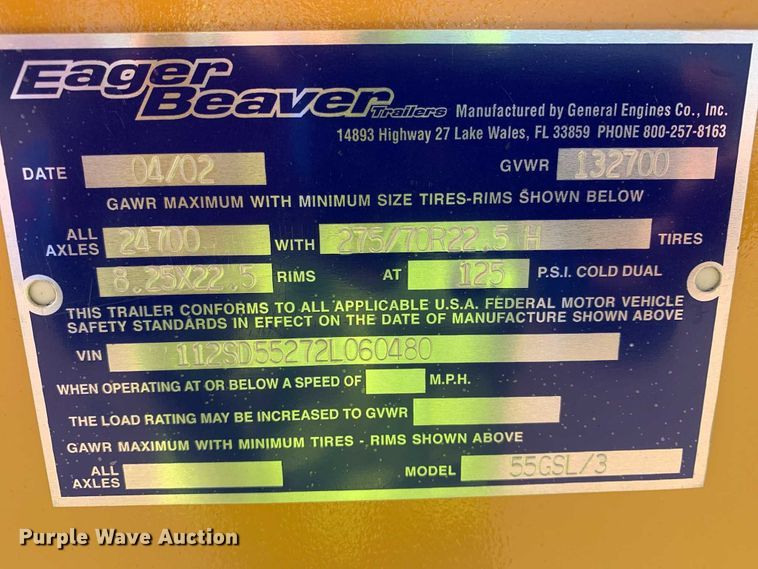 Eager
Beaver Trailers Manufactured by General Engines Co., Inc.
14893 Highway 27 Lake Wales, FL 33859 PHONE 800-257-8163
DATE 04/02 GVWR 132700
GAWR MAXIMUM WITH MINIMUM SIZE TIRES-RIMS SHOWN BELOW
ALL AXLES 24700 WITH 275/70R22.5 H TIRES
8.25X22.5 RIMS AT 125 P.S.I. COLD DUAL
THIS TRAILER CONFORMS TO ALL APPLICABLE U.S.A. FEDERAL MOTOR VEHICLE
SAFETY STANDARDS IN EFFECT ON THE DATE OF MANUFACTURE SHOWN ABOVE
VIN 112SD55272L060480
WHEN OPERATING AT OR BELOW A SPEED OF M.P.H.
THE LOAD RATING MAY BE INCREASED TO GVWR
GAWR MAXIMUM WITH MINIMUM TIRES - RIMS SHOWN ABOVE
ALL AXLES MODEL 55GSL/3
Purple Wave Auction